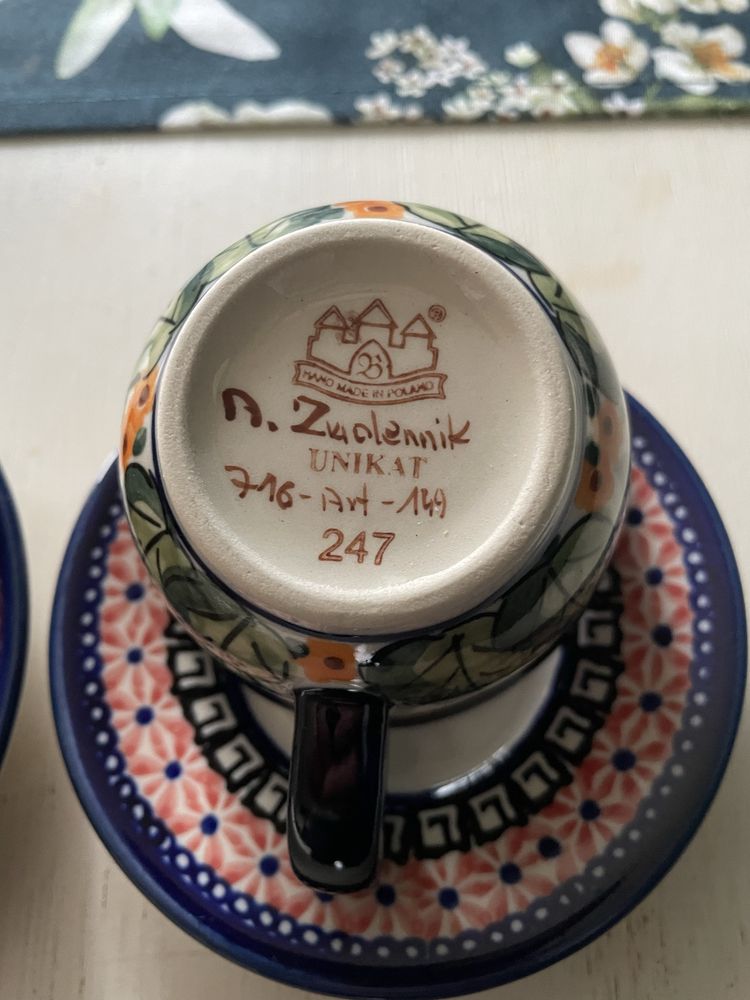 ®
B
HAND MADE IN POLAND
A. Zwolennik
UNIKAT
716-Art-149
247